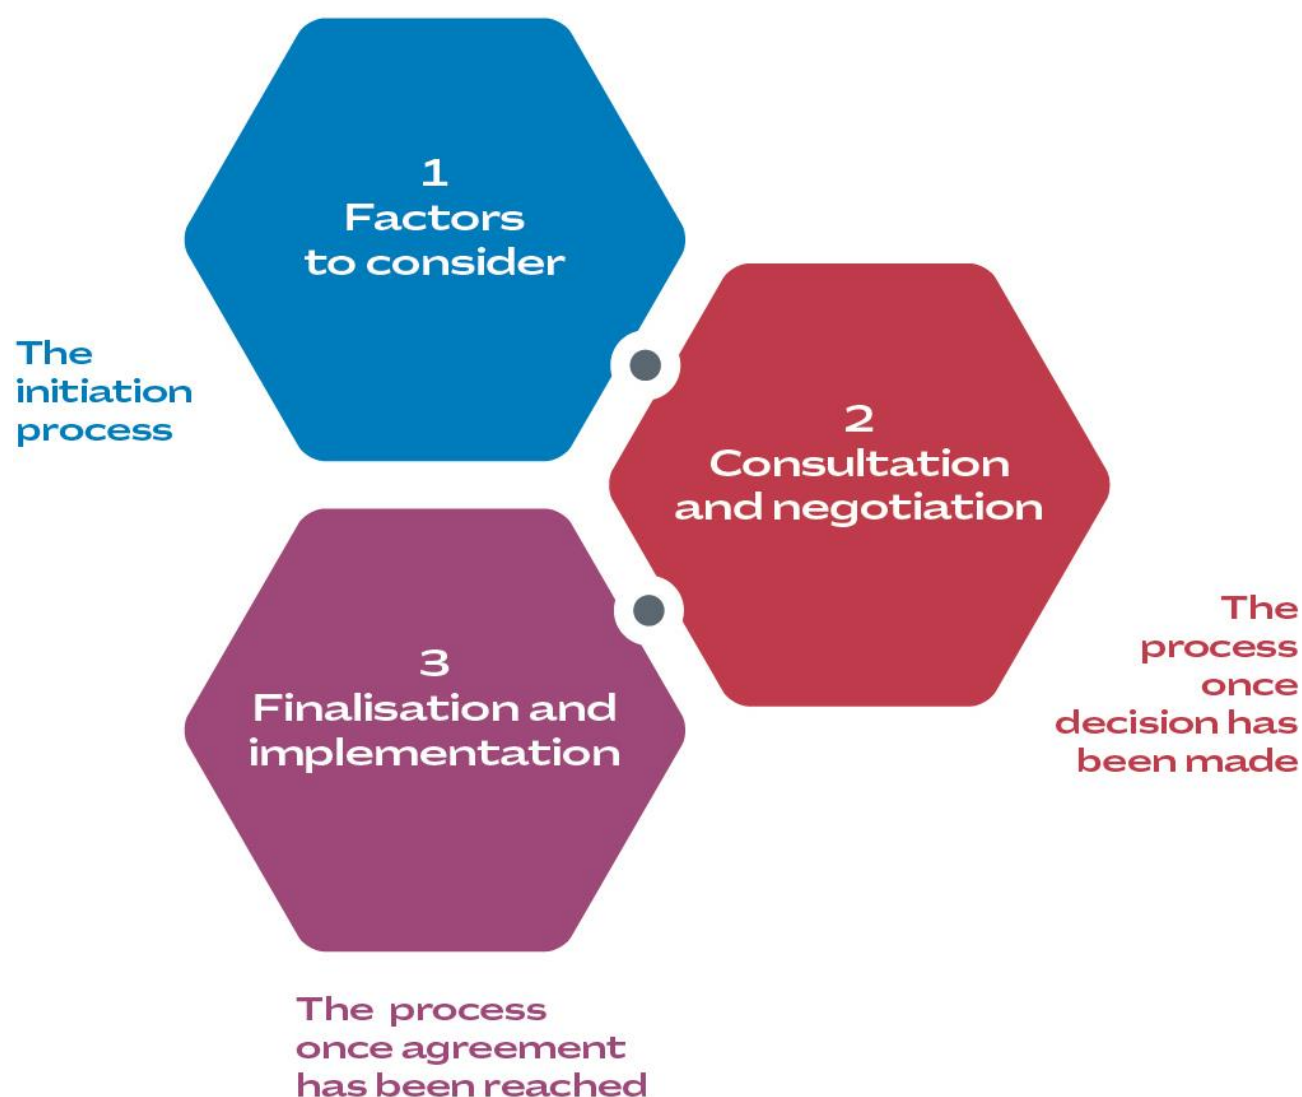 1
Factors
to consider
The
initiation
process
2
Consultation
and negotiation
The
process
once
decision has
been made
3
Finalisation and
implementation
The process
once agreement
has been reached